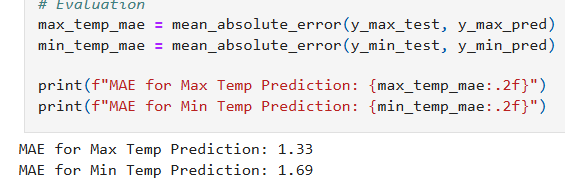 # Evaluation
max_temp_mae = mean_absolute_error(y_max_test, y_max_pred)
min_temp_mae = mean_absolute_error(y_min_test, y_min_pred)
print(f"MAE for Max Temp Prediction: {max_temp_mae:.2f}")
print(f"MAE for Min Temp Prediction: {min_temp_mae:.2f}")
MAE for Max Temp Prediction: 1.33
MAE for Min Temp Prediction: 1.69